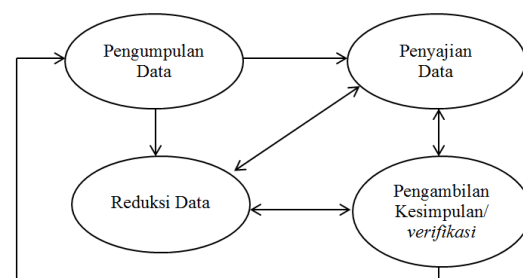 Pengumpulan
Data
Penyajian
Data
Reduksi Data
Pengambilan
Kesimpulan/
verifikasi